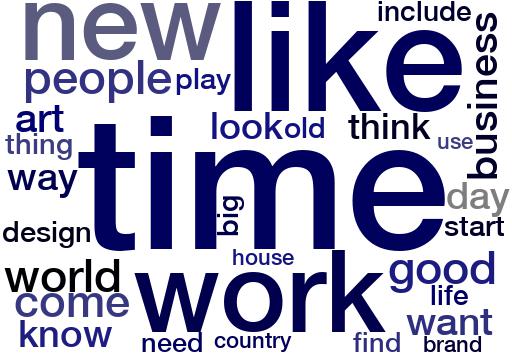 new
like
include
business
people
play
art
look
old
think
use
thing
time
way
big
day
start
design
house
world
work
good
life
come
want
know
need
country
find
brand